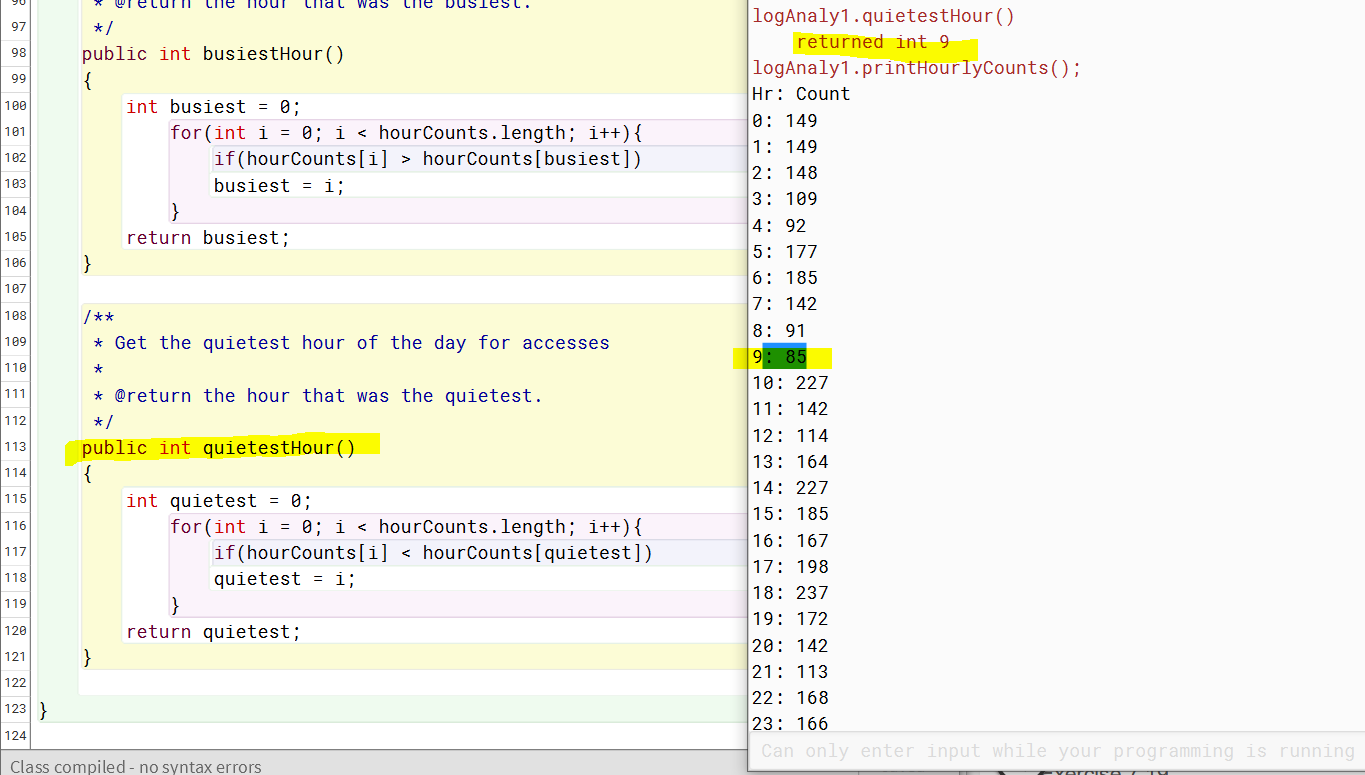 96 * @return the hour that was the busiest.
97 */
98 public int busiestHour()
99 {
100 int busiest = 0;
101 for(int i = 0; i < hourCounts.length; i++){
102 if(hourCounts[i] > hourCounts[busiest])
103 busiest = i;
104 }
105 return busiest;
106 }
107
108 /**
109 * Get the quietest hour of the day for accesses
110 *
111 * @return the hour that was the quietest.
112 */
113 public int quietestHour()
114 {
115 int quietest = 0;
116 for(int i = 0; i < hourCounts.length; i++){
117 if(hourCounts[i] < hourCounts[quietest])
118 quietest = i;
119 }
120 return quietest;
121 }
122
123 }
124
Class compiled - no syntax errors
logAnaly1.quietestHour()
returned int 9
logAnaly1.printHourlyCounts();
Hr: Count
0: 149
1: 149
2: 148
3: 109
4: 92
5: 177
6: 185
7: 142
8: 91
9: 85
10: 227
11: 142
12: 114
13: 164
14: 227
15: 185
16: 167
17: 198
18: 237
19: 172
20: 142
21: 113
22: 168
23: 166
Can only enter input while your programming is running